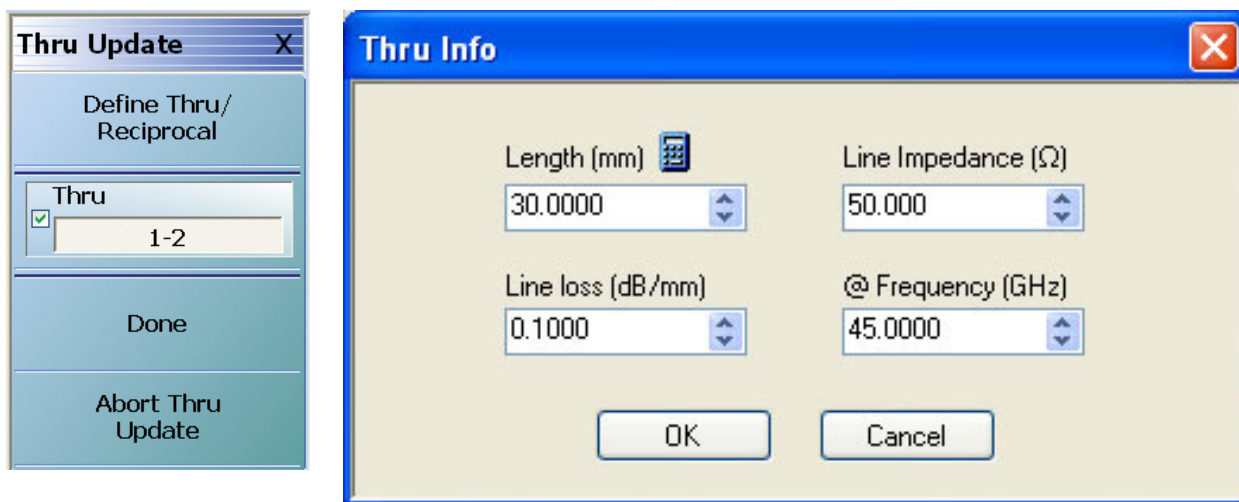 Thru Update X
Define Thru/
Reciprocal
Thru
1-2
Done
Abort Thru
Update
Thru Info
Length (mm) Line Impedance (Ω)
30.0000 50.000
Line loss (dB/mm) @ Frequency (GHz)
0.1000 45.0000
OK Cancel